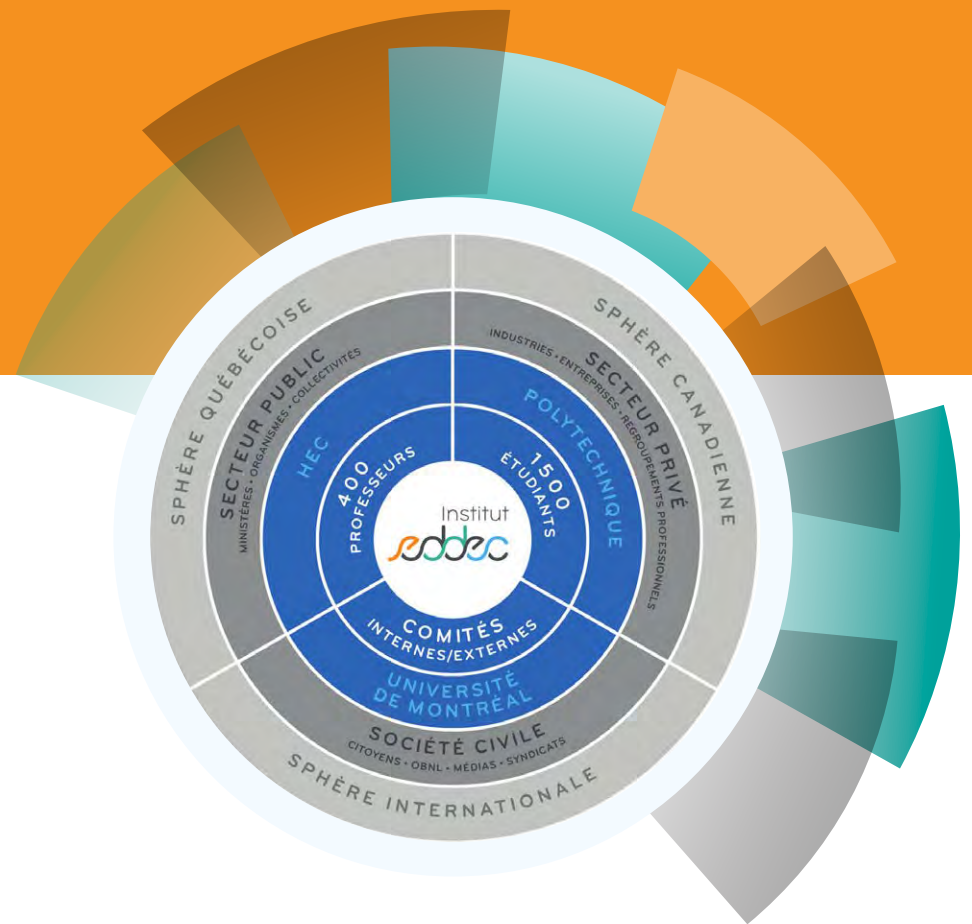 SPHÈRE QUÉBÉCOISE
SECTEUR PUBLIC
MINISTÈRES • ORGANISMES • COLLECTIVITÉS
HEC
400
PROFESSEURS
SPHÈRE CANADIENNE
SECTEUR PRIVÉ
INDUSTRIES • ENTREPRISES • REGROUPEMENTS PROFESSIONNELS
POLYTECHNIQUE
1500
ÉTUDIANTS
Institut
seddec
COMITÉS
INTERNES/EXTERNES
UNIVERSITÉ
DE MONTRÉAL
SOCIÉTÉ CIVILE
CITOYENS • OBNL • MÉDIAS • SYNDICATS
SPHÈRE INTERNATIONALE